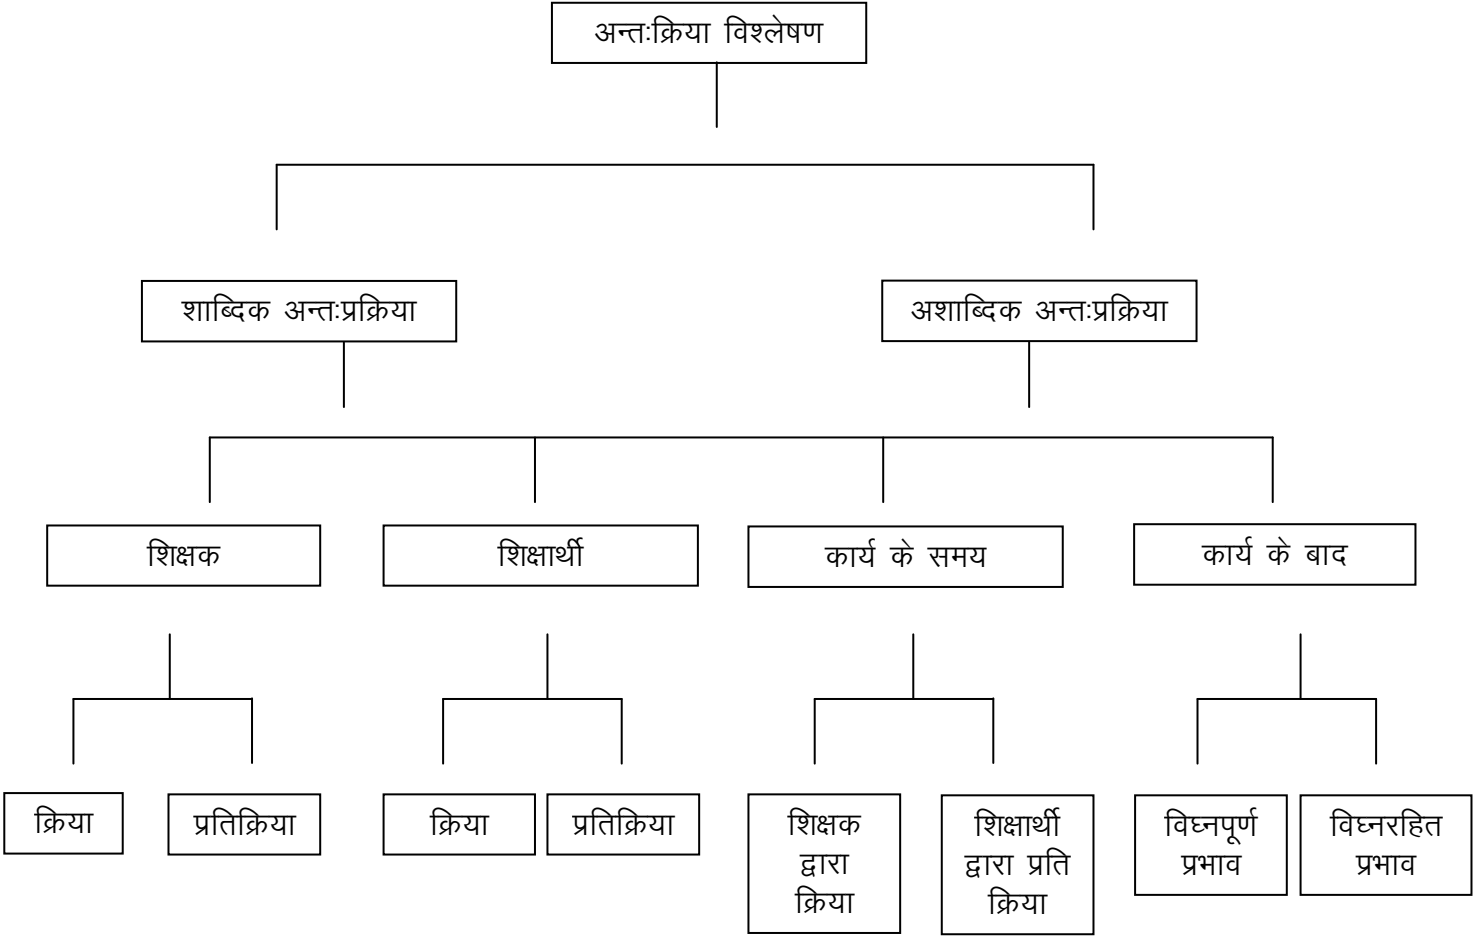 अन्तःक्रिया विश्लेषण
शाब्दिक अन्तःप्रक्रिया
अशाब्दिक अन्तःप्रक्रिया
शिक्षक
शिक्षार्थी
कार्य के समय
कार्य के बाद
क्रिया
प्रतिक्रिया
क्रिया
प्रतिक्रिया
शिक्षक
द्वारा
क्रिया
शिक्षार्थी
द्वारा प्रति
क्रिया
विघ्नपूर्ण
प्रभाव
विघ्नरहित
प्रभाव